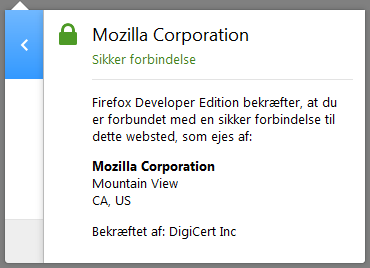 Mozilla Corporation
Sikker forbindelse
Firefox Developer Edition bekræfter, at du
er forbundet med en sikker forbindelse til
dette websted, som ejes af:
Mozilla Corporation
Mountain View
CA, US
Bekræftet af: DigiCert Inc